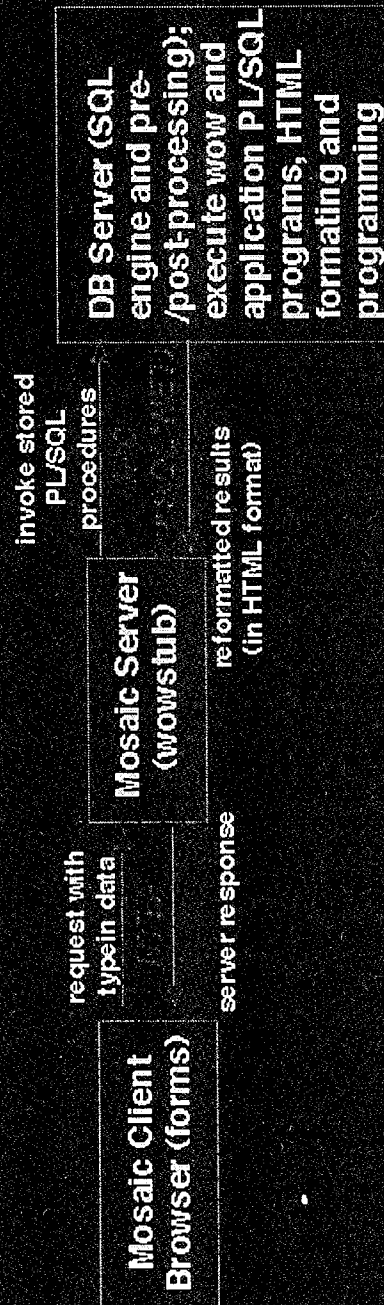 Mosaic Client
Browser (forms)
request with
typein data
server response
Mosaic Server
(wowstub)
invoke stored
PL/SQL
procedures
reformatted results
(in HTML format)
DB Server (SQL
engine and pre-
/post-processing);
execute wow and
application PL/SQL
programs, HTML
formating and
programming